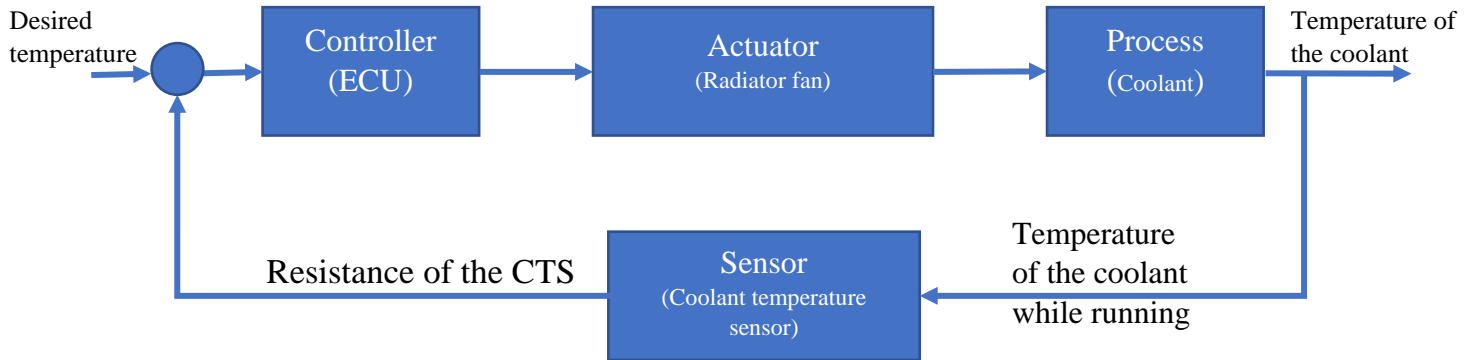 Desired
temperature
Controller
(ECU)
Actuator
(Radiator fan)
Process
(Coolant)
Temperature of
the coolant
Resistance of the CTS
Sensor
(Coolant temperature
sensor)
Temperature
of the coolant
while running